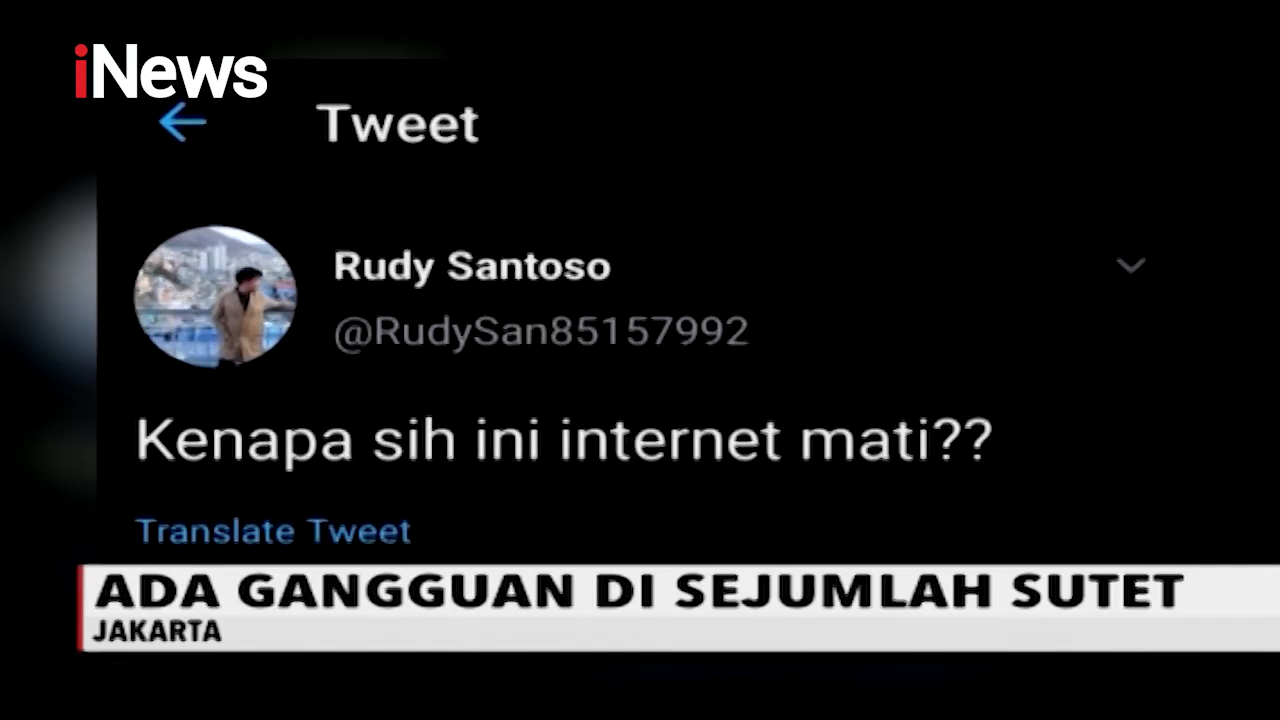 iNews
Tweet
Rudy Santoso
@RudySan85157992
Kenapa sih ini internet mati??
Translate Tweet
ADA GANGGUAN DI SEJUMLAH SUTET
JAKARTA